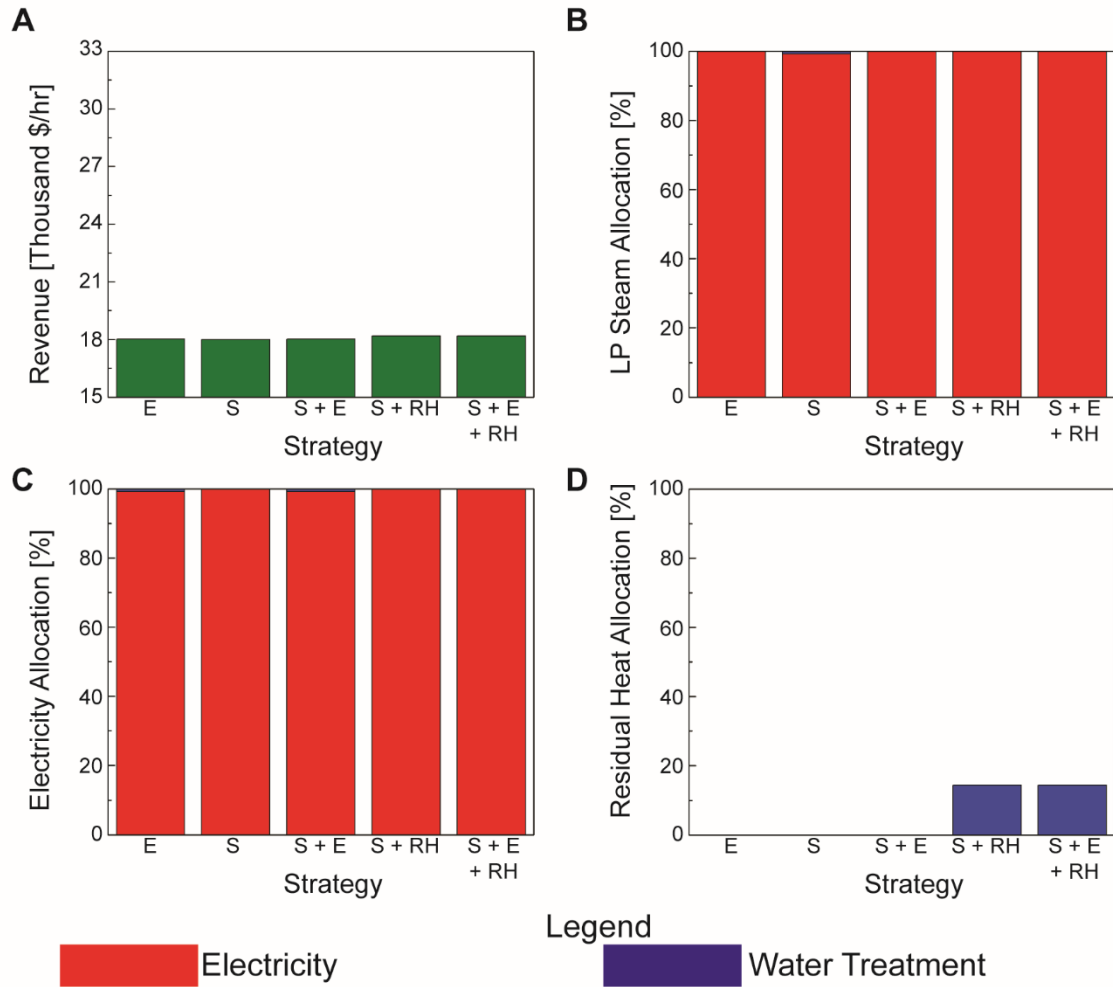 A
Revenue [Thousand $/hr]
33
30
27
24
21
18
15
E S S + E S + RH S + E
+ RH
Strategy
B
LP Steam Allocation [%]
100
80
60
40
20
0
E S S + E S + RH S + E
+ RH
Strategy
C
Electricity Allocation [%]
100
80
60
40
20
0
E S S + E S + RH S + E
+ RH
Strategy
D
Residual Heat Allocation [%]
100
80
60
40
20
0
E S S + E S + RH S + E
+ RH
Strategy
Legend
Electricity
Water Treatment